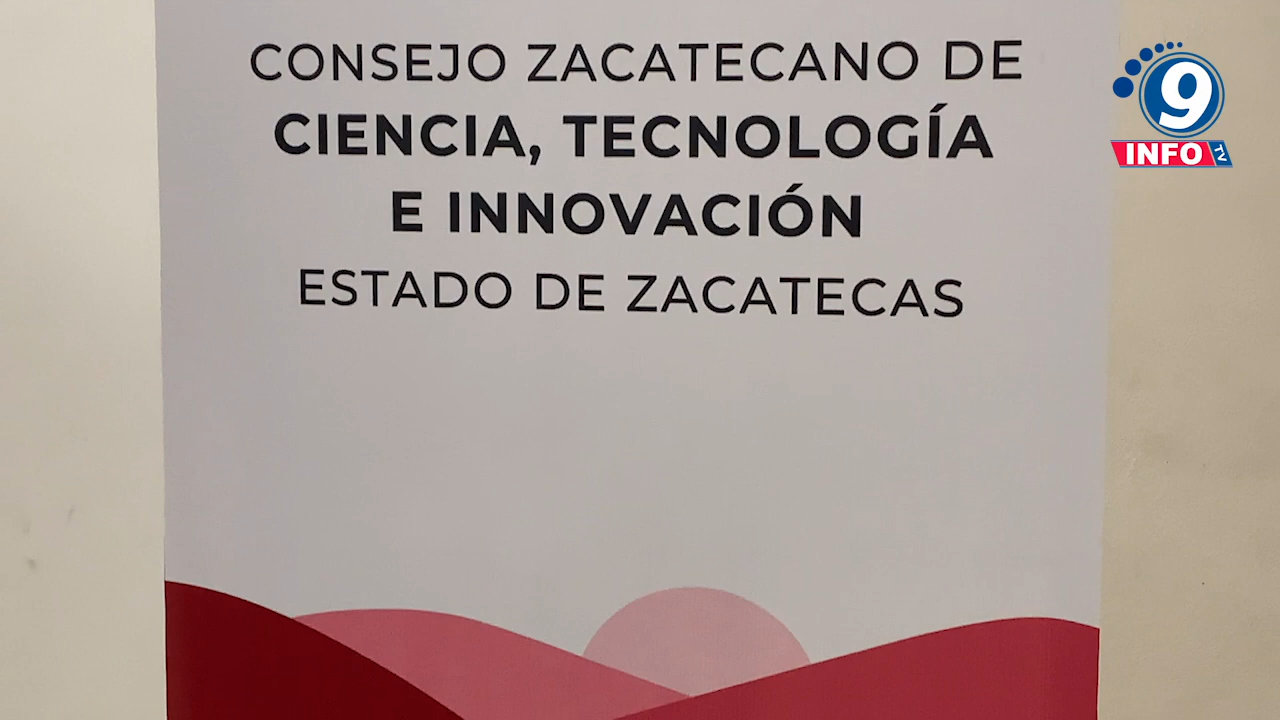 CONSEJO ZACATECANO DE
CIENCIA, TECNOLOGÍA
E INNOVACIÓN
ESTADO DE ZACATECAS
9
INFO TV